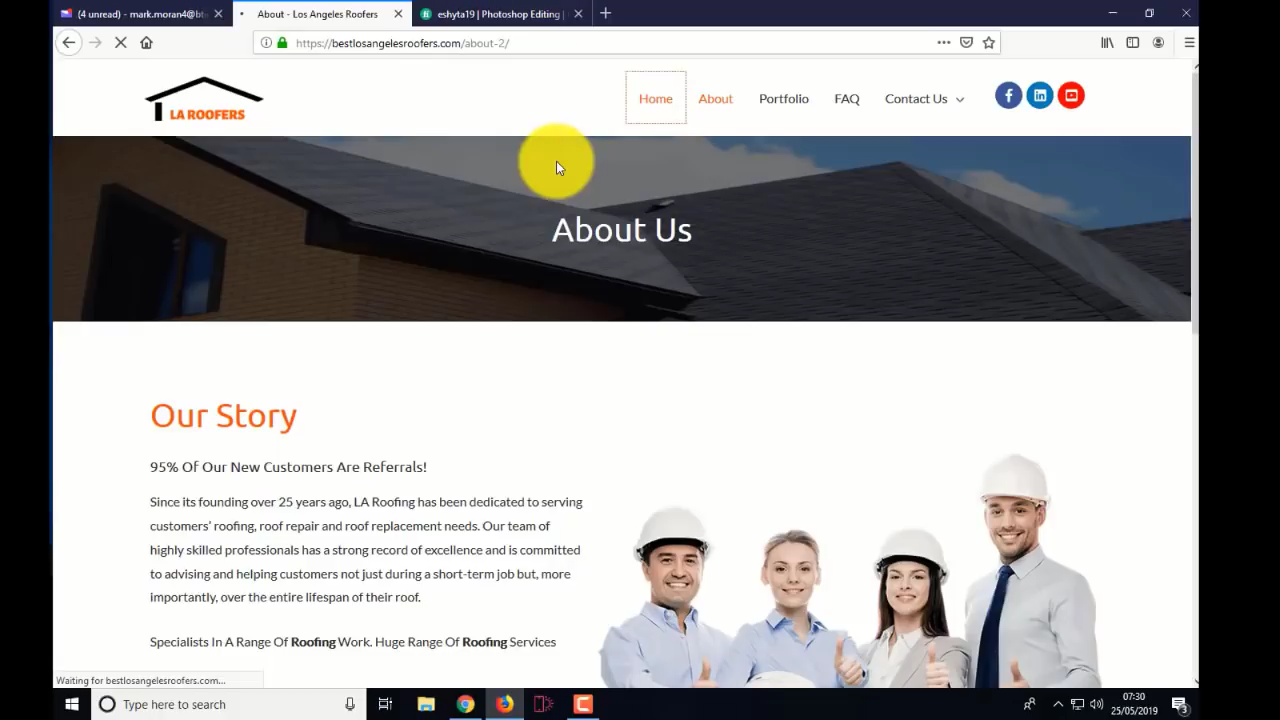 (4 unread) - mark.moran4@bte
About - Los Angeles Roofers
eshyta19 | Photoshop Editing |
https://bestlosangelesroofers.com/about-2/
LA ROOFERS
Home
About
Portfolio
FAQ
Contact Us
About Us
Our Story
95% Of Our New Customers Are Referrals!
Since its founding over 25 years ago, LA Roofing has been dedicated to serving
customers' roofing, roof repair and roof replacement needs. Our team of
highly skilled professionals has a strong record of excellence and is committed
to advising and helping customers not just during a short-term job but, more
importantly, over the entire lifespan of their roof.
Specialists In A Range Of Roofing Work. Huge Range Of Roofing Services
Waiting for bestlosangelesroofers.com...
Type here to search
07:30
25/05/2019
3